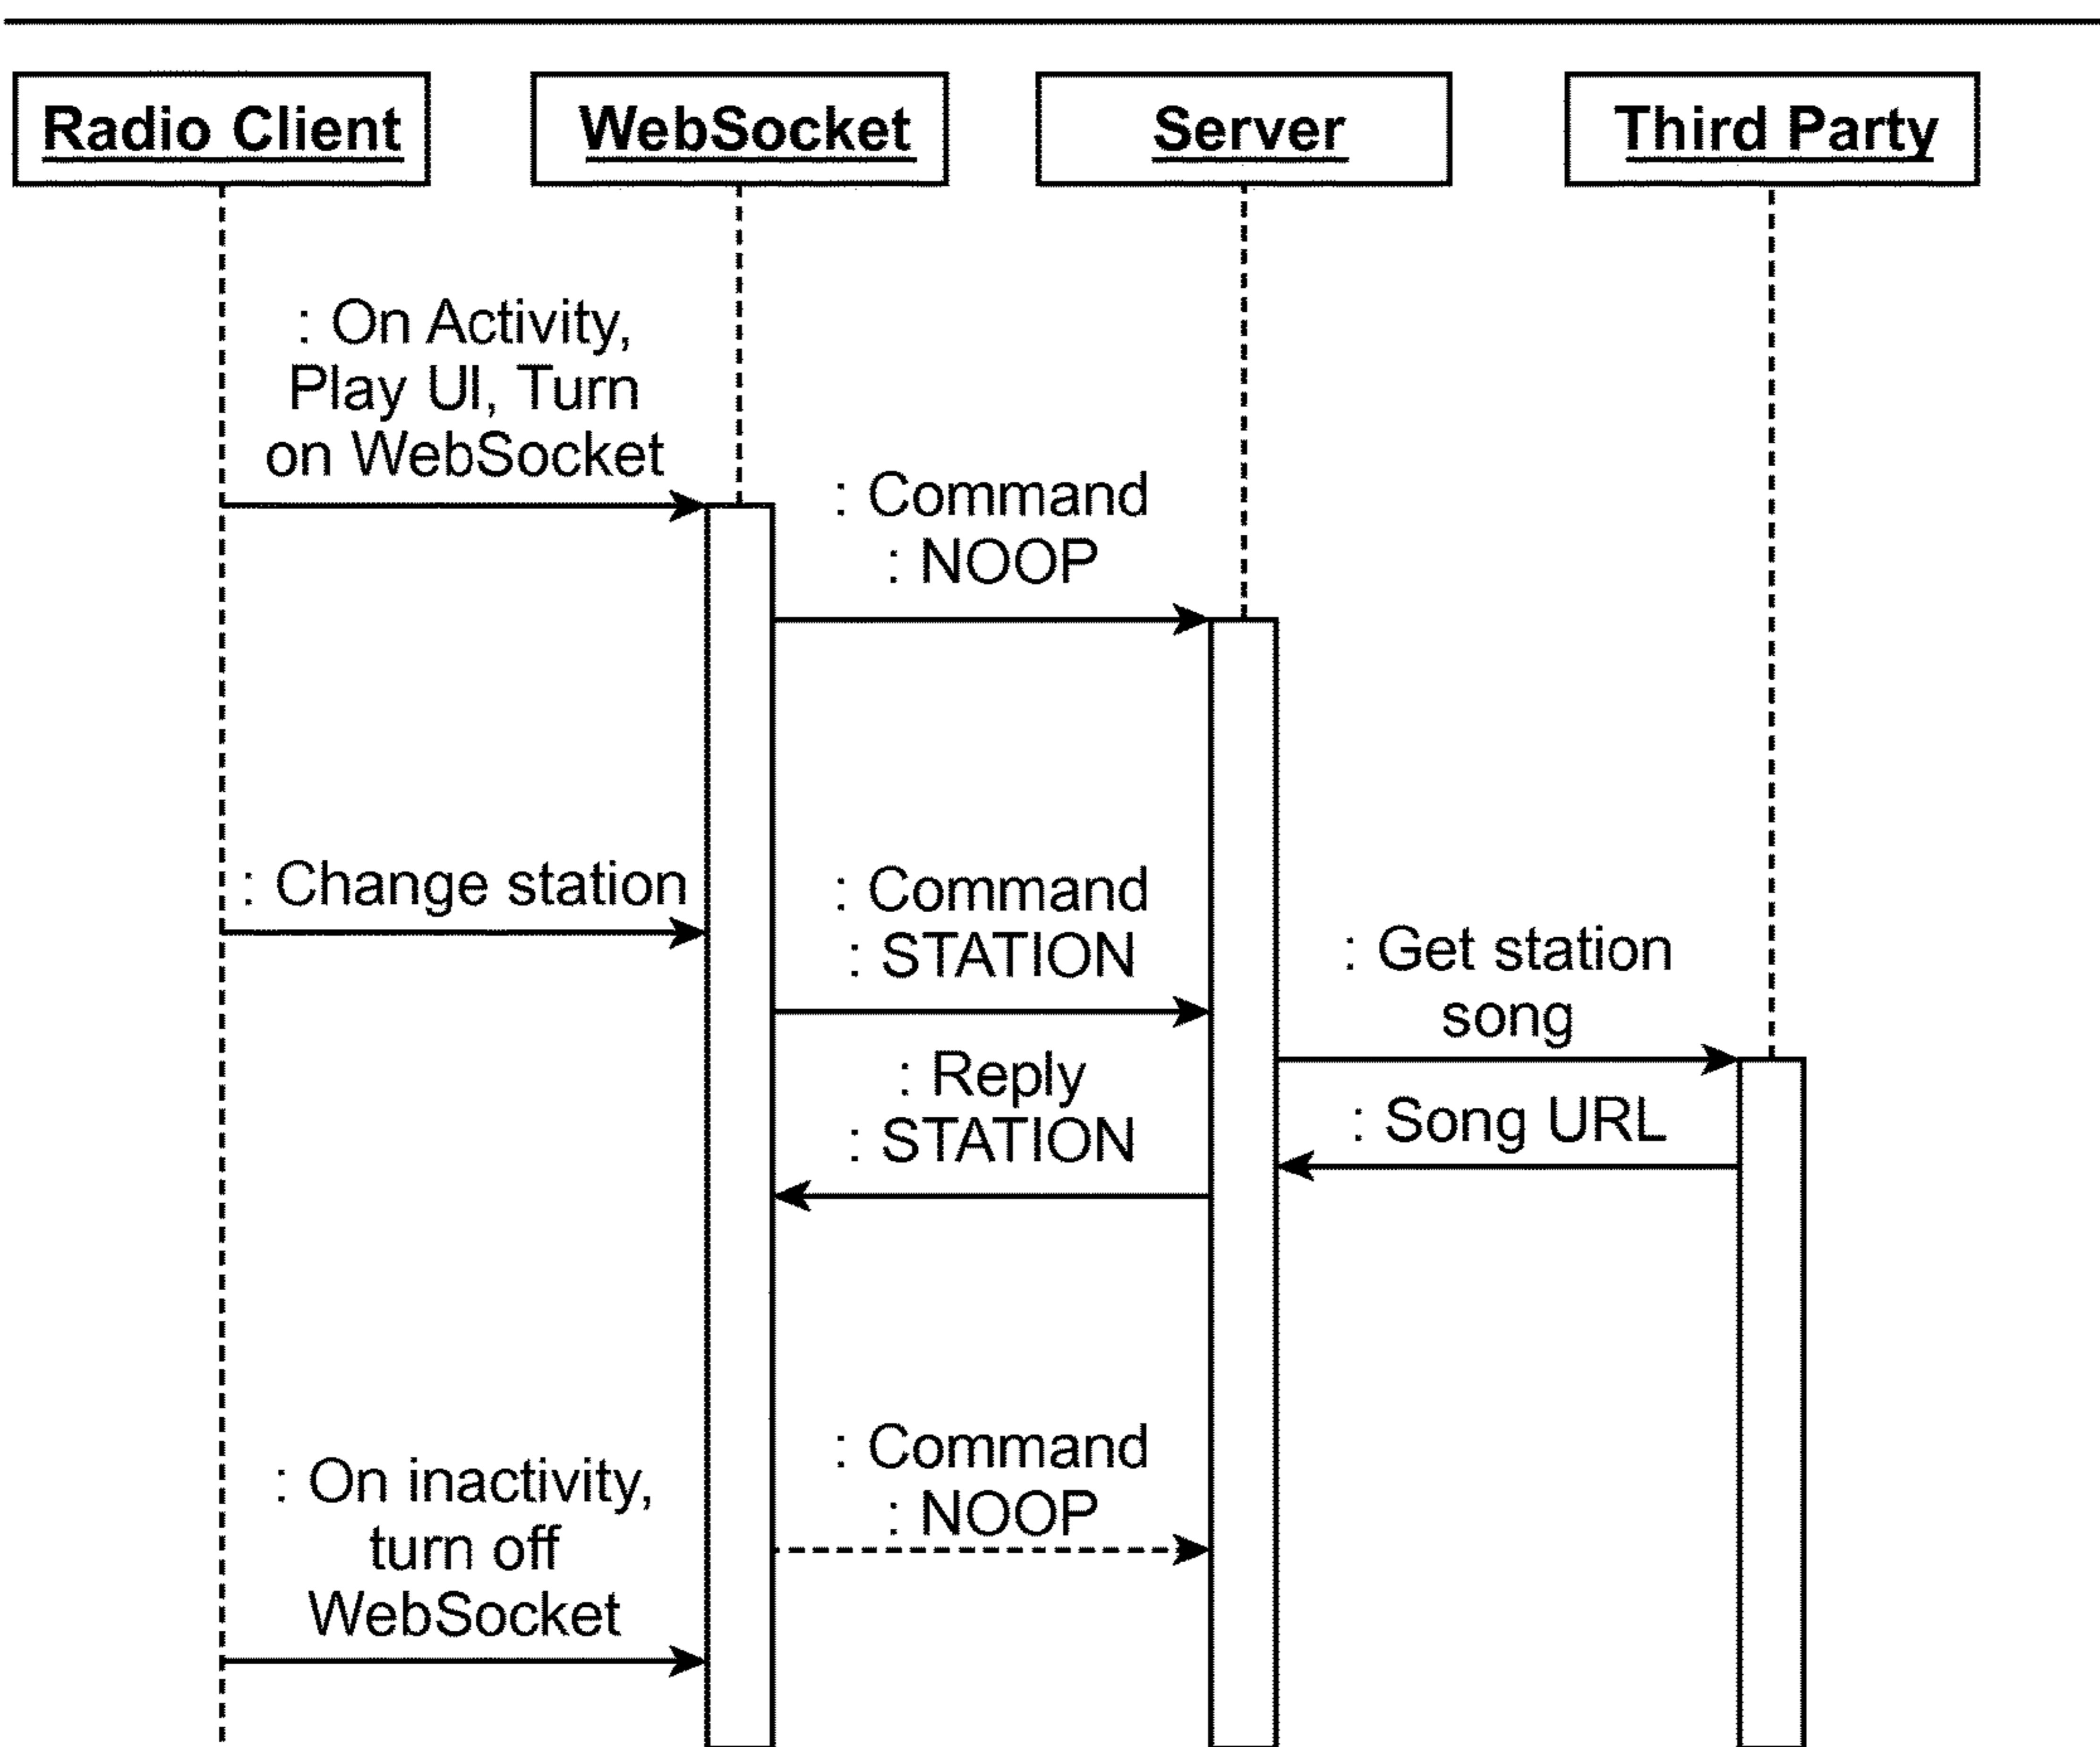 Radio Client
WebSocket
Server
Third Party
: On Activity,
Play UI, Turn
on WebSocket
: Command
: NOOP
: Change station
: Command
: STATION
: Get station
song
: Reply
: STATION
: Song URL
: Command
: NOOP
: On inactivity,
turn off
WebSocket